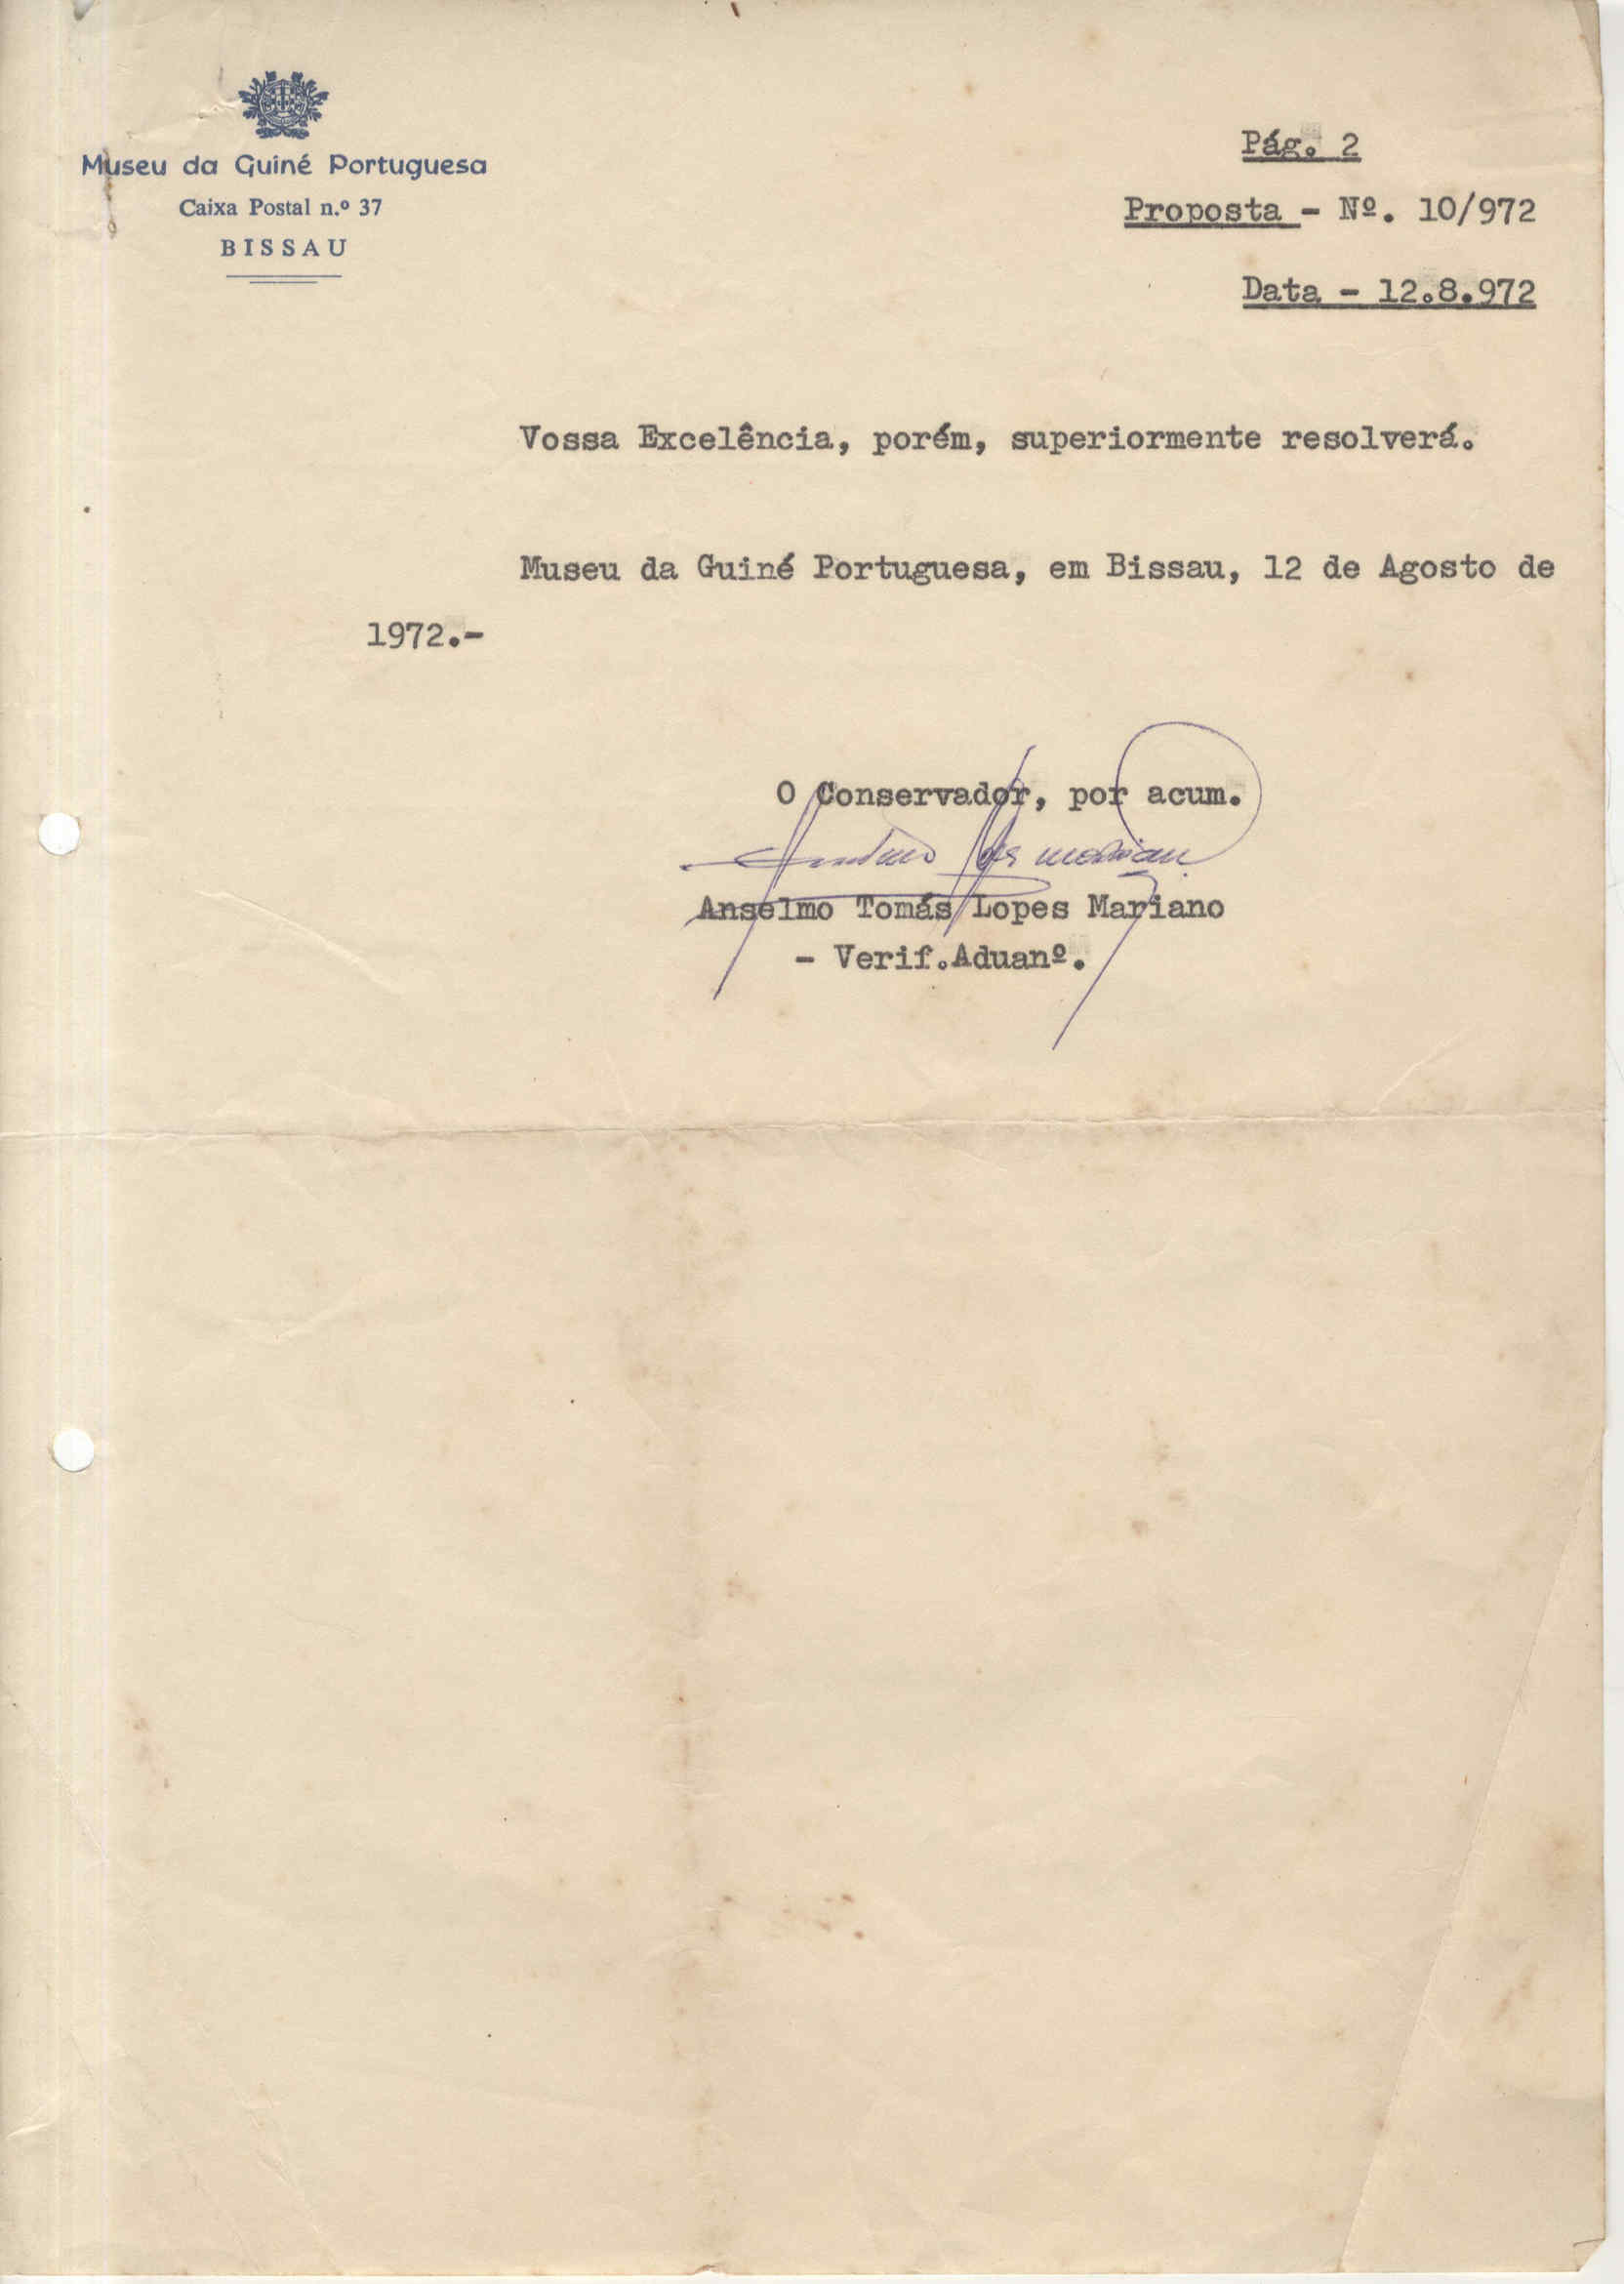 Museu da Guiné Portuguesa
Caixa Postal n.º 37
BISSAU
Pág. 2
Proposta - Nº. 10/972
Data - 12.8.972
Vossa Excelência, porém, superiormente resolverá.
Museu da Guiné Portuguesa, em Bissau, 12 de Agosto de
1972.-
O Conservador, por acum.
Anselmo Tomás Lopes Mariano
- Verif.Aduanº.